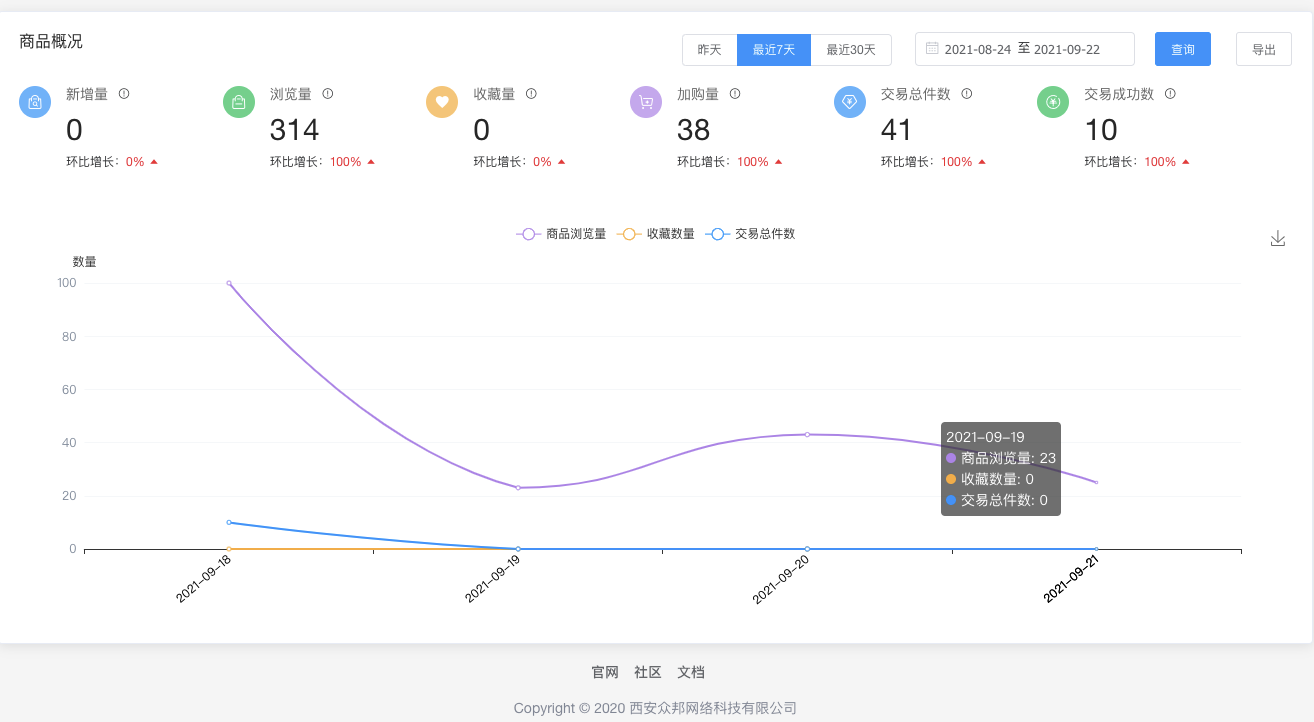 商品概况
昨天 最近7天 最近30天 2021-08-24 至 2021-09-22 查询 导出
新增量 浏览量 收藏量 加购量 交易总件数 交易成功数
0 314 0 38 41 10
环比增长：0% 环比增长：100% 环比增长：0% 环比增长：100% 环比增长：100% 环比增长：100%
商品浏览量 收藏数量 交易总件数
数量
100
80
60
40
20
0
2021-09-19
商品浏览量: 23
收藏数量: 0
交易总件数: 0
2021-09-18 2021-09-19 2021-09-20 2021-09-21
官网 社区 文档
Copyright © 2020 西安众邦网络科技有限公司